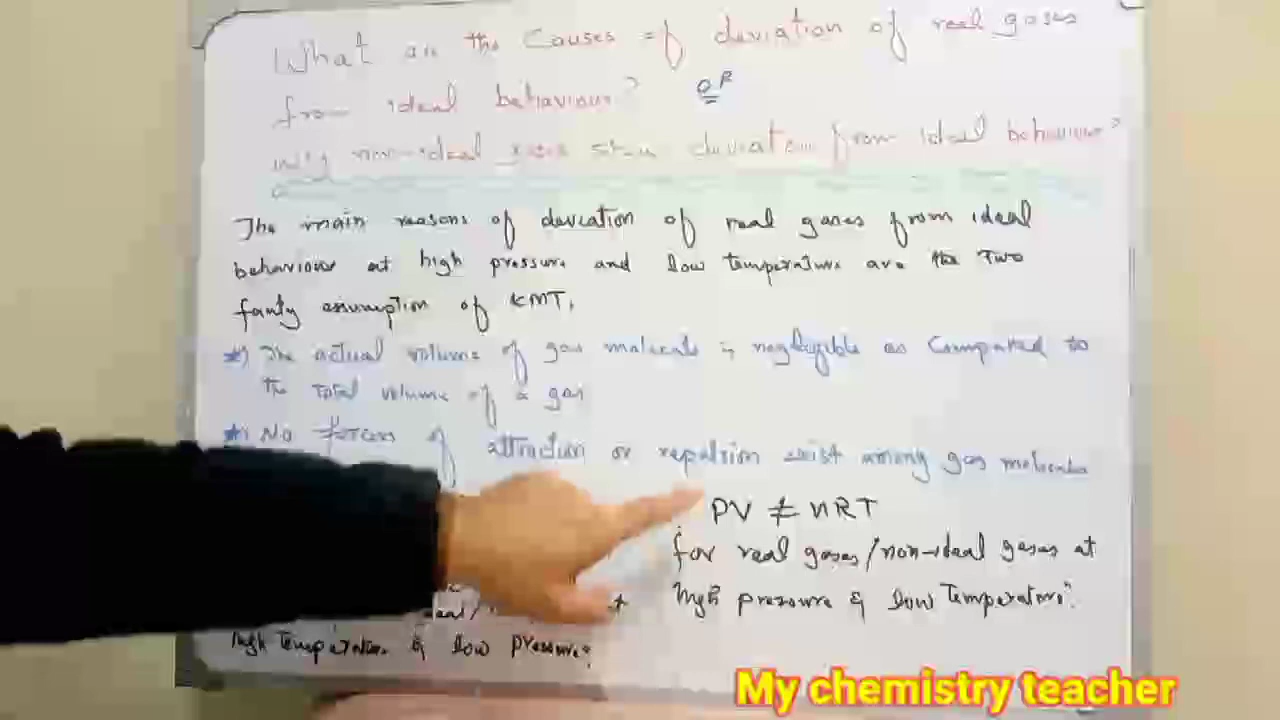 What are the Causes of deviation of real gases
from ideal behaviour? OR
why non-ideal gases show deviation from ideal behaviour?
The main reasons of deviation of real gases from ideal
behaviour at high pressure and low temperature are the Two
faulty assumption of KMT.
*) The actual volume of gas molecule is negligible as Compared to
the Total volume of a gas
*) No forces of attraction or repulsion exist among gas molecules
PV ≠ nRT
for real gases/non-ideal gases at
high pressure & low Temperature.
high temperature & low pressure.
My chemistry teacher